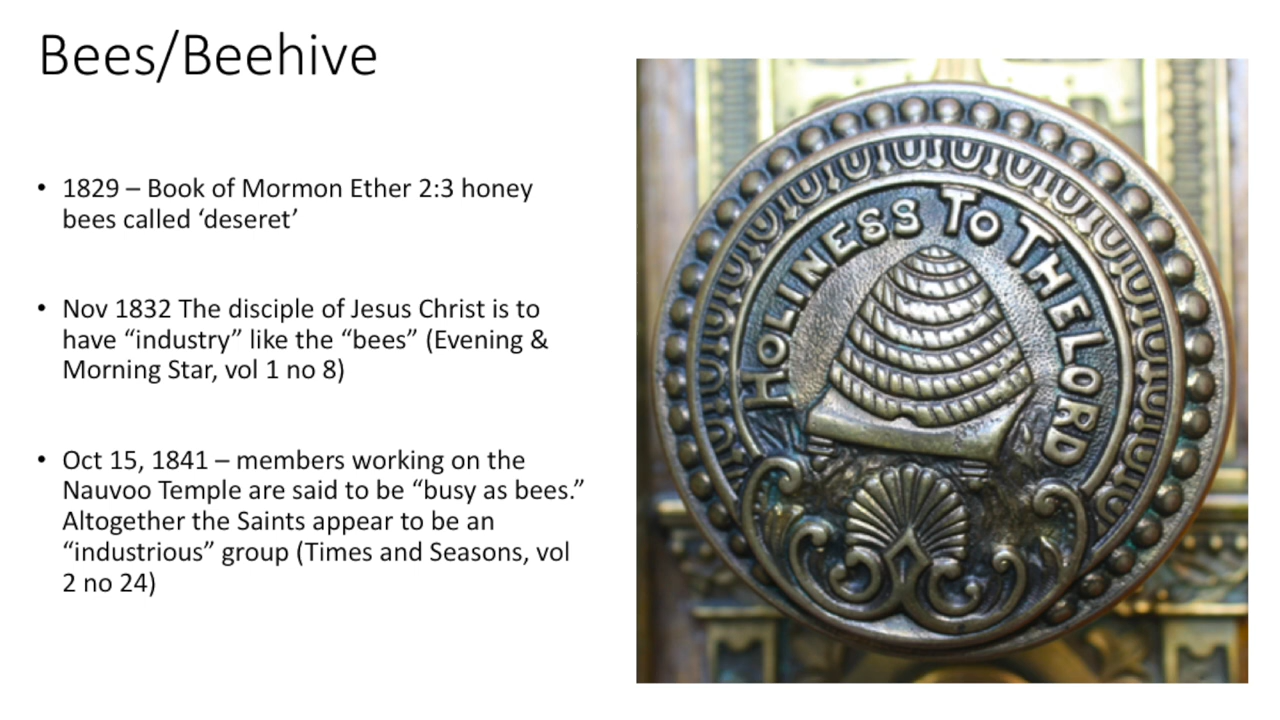 Bees/Beehive
• 1829 – Book of Mormon Ether 2:3 honey
bees called ‘deseret’
• Nov 1832 The disciple of Jesus Christ is to
have “industry” like the “bees” (Evening &
Morning Star, vol 1 no 8)
• Oct 15, 1841 – members working on the
Nauvoo Temple are said to be “busy as bees.”
Altogether the Saints appear to be an
“industrious” group (Times and Seasons, vol
2 no 24)
HOLINESS TO THE LORD